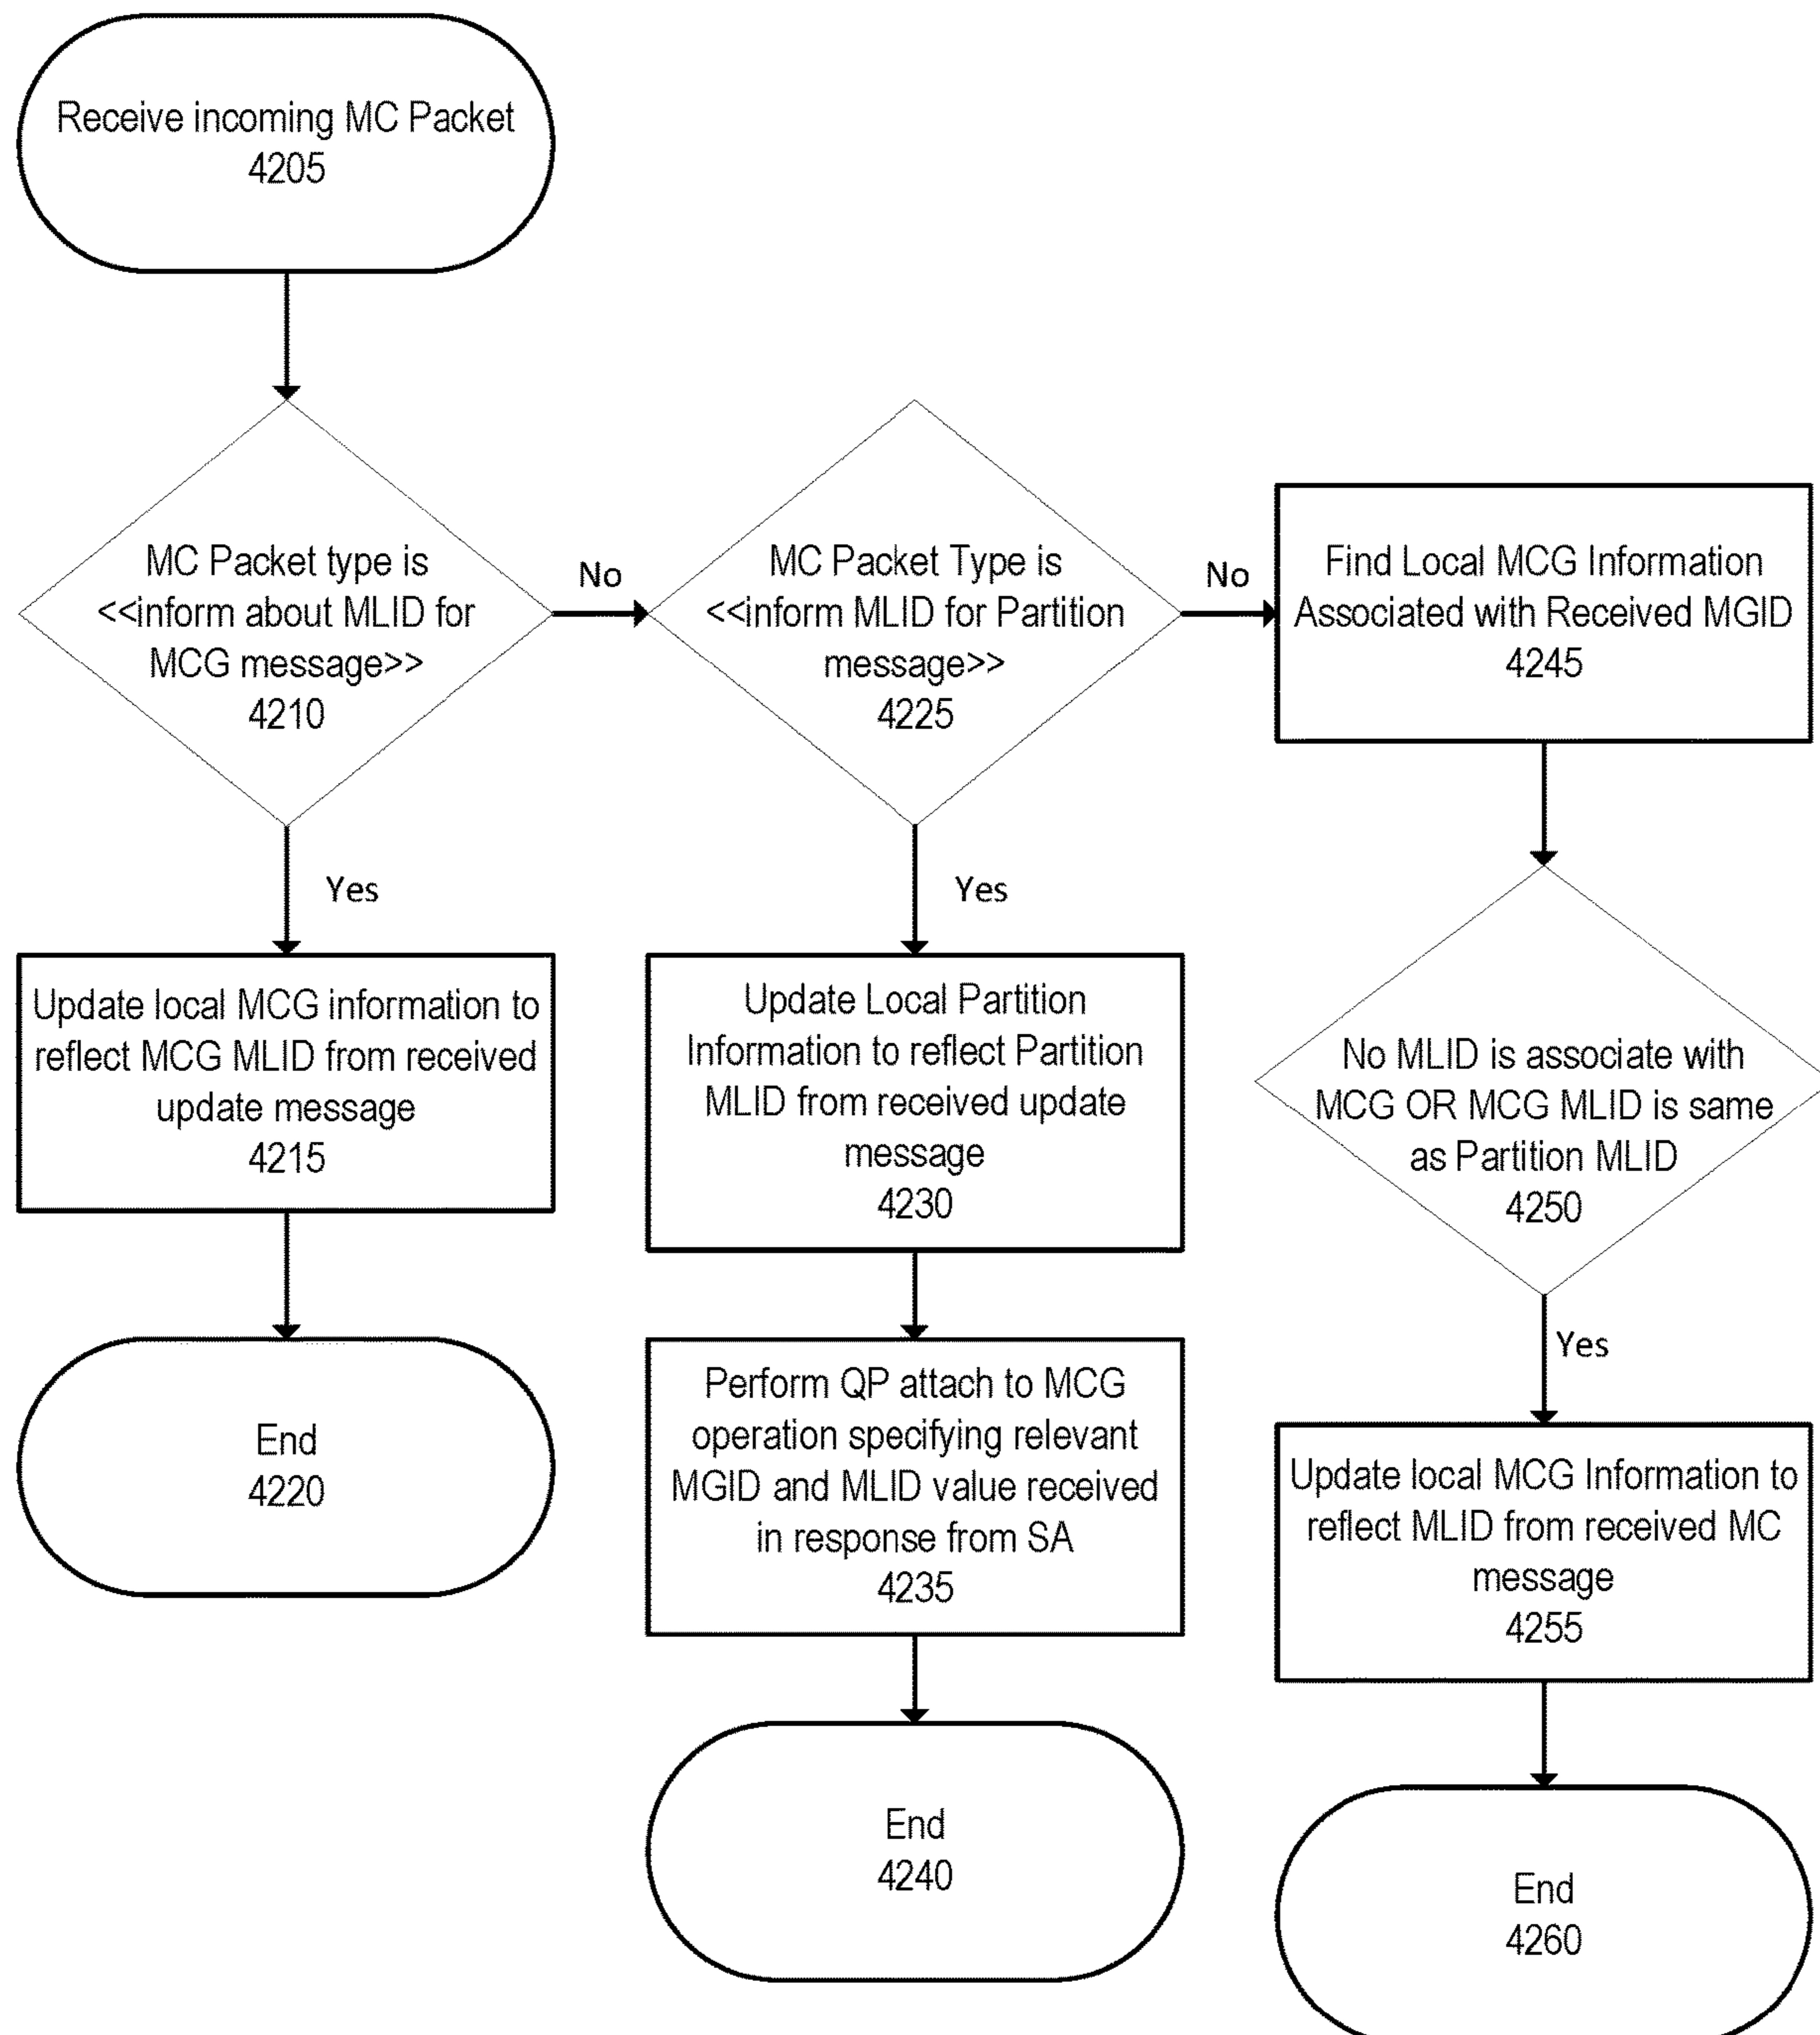 Receive incoming MC Packet
4205
MC Packet type is
<<inform about MLID for
MCG message>>
4210
No
MC Packet Type is
<<inform MLID for Partition
message>>
4225
No
Find Local MCG Information
Associated with Received MGID
4245
Yes
Yes
Update local MCG information to
reflect MCG MLID from received
update message
4215
Update Local Partition
Information to reflect Partition
MLID from received update
message
4230
No MLID is associate with
MCG OR MCG MLID is same
as Partition MLID
4250
Yes
End
4220
Perform QP attach to MCG
operation specifying relevant
MGID and MLID value received
in response from SA
4235
Update local MCG Information to
reflect MLID from received MC
message
4255
End
4240
End
4260